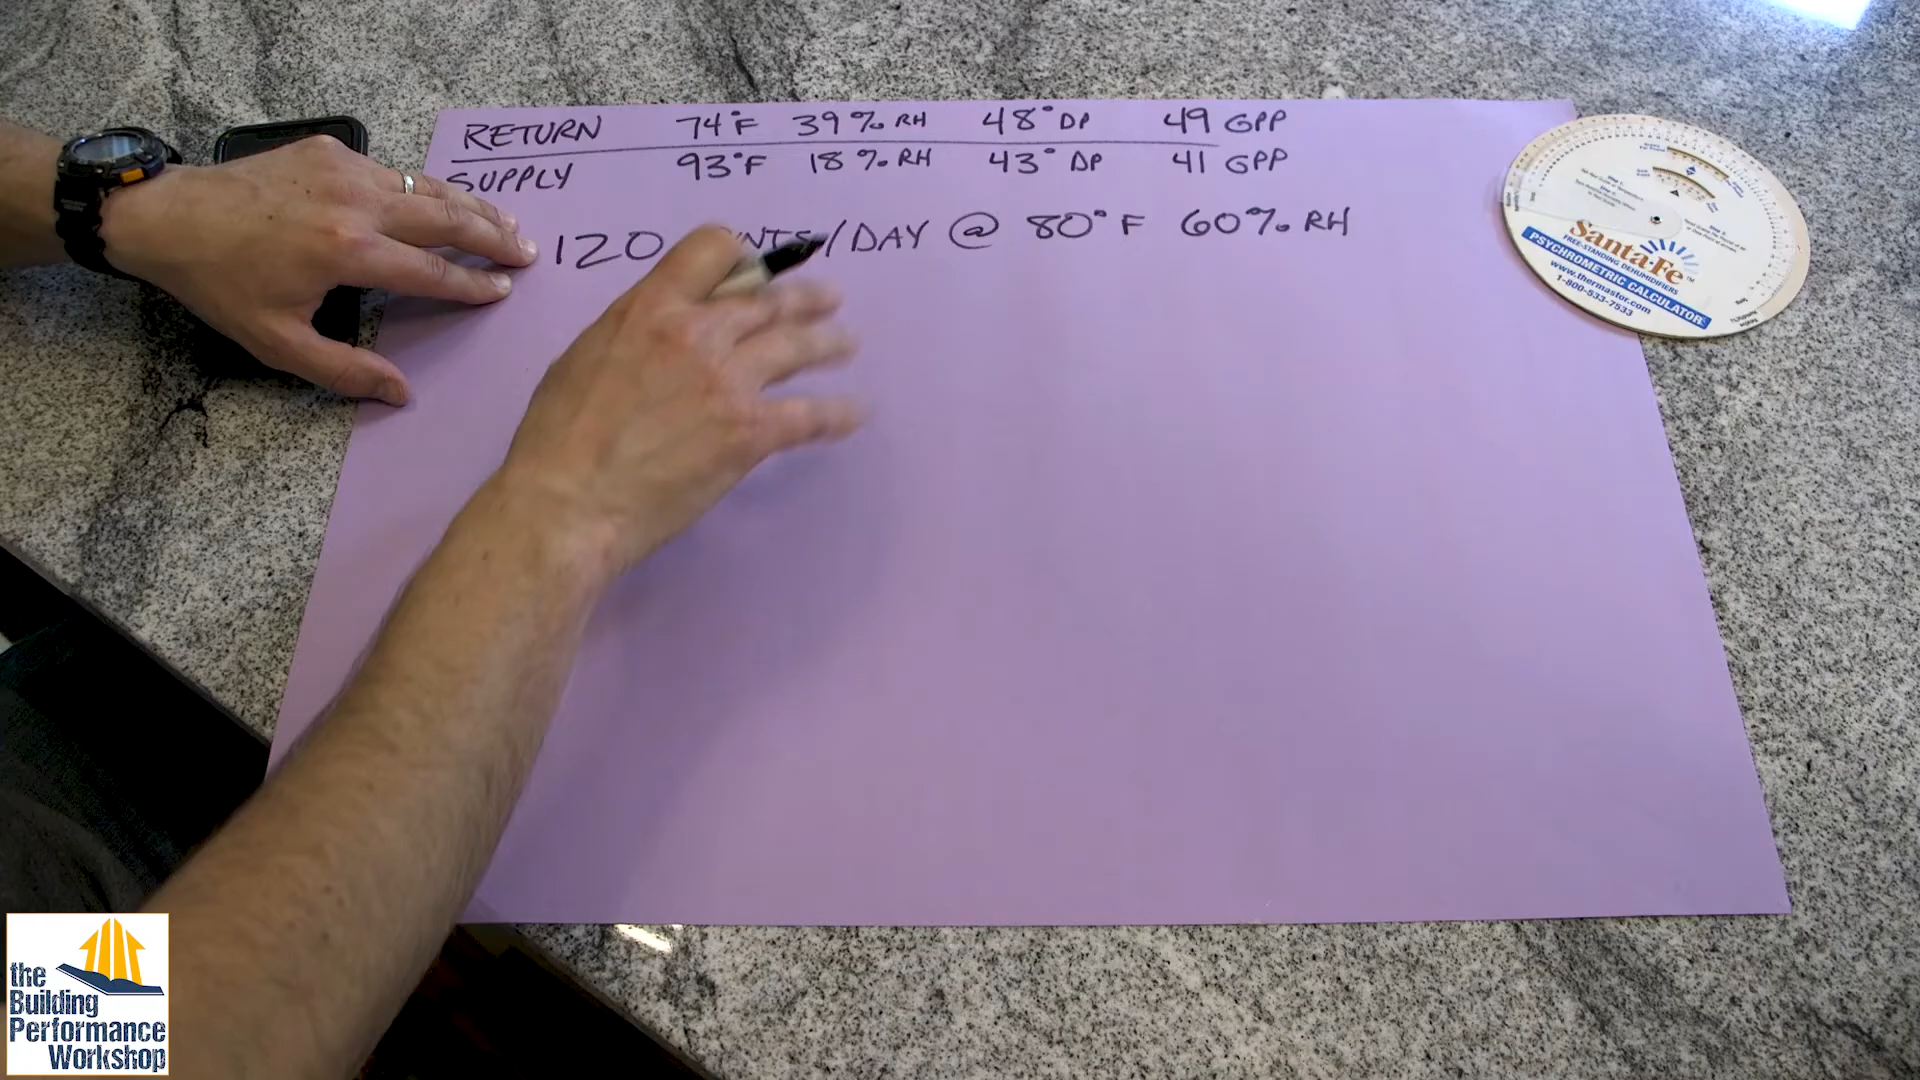 RETURN 74°F 39% RH 48° DP 49 GPP
SUPPLY 93°F 18% RH 43° DP 41 GPP
120 /DAY @ 80°F 60% RH
Santa-Fe™
FREE-STANDING DEHUMIDIFIERS
PSYCHROMETRIC CALCULATOR
www.thermastor.com
1-800-533-7533
the
Building
Performance
Workshop